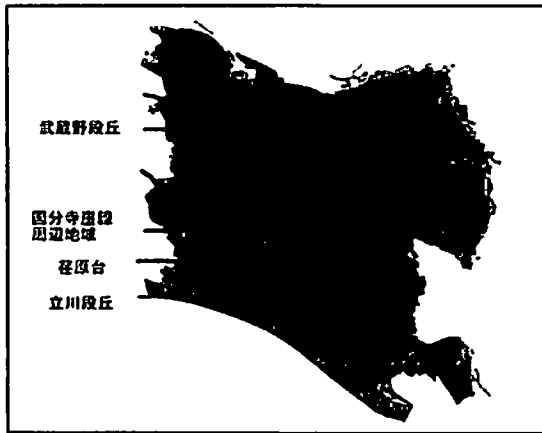 武蔵野段丘
国分寺崖線
周辺地域
荏原台
立川段丘